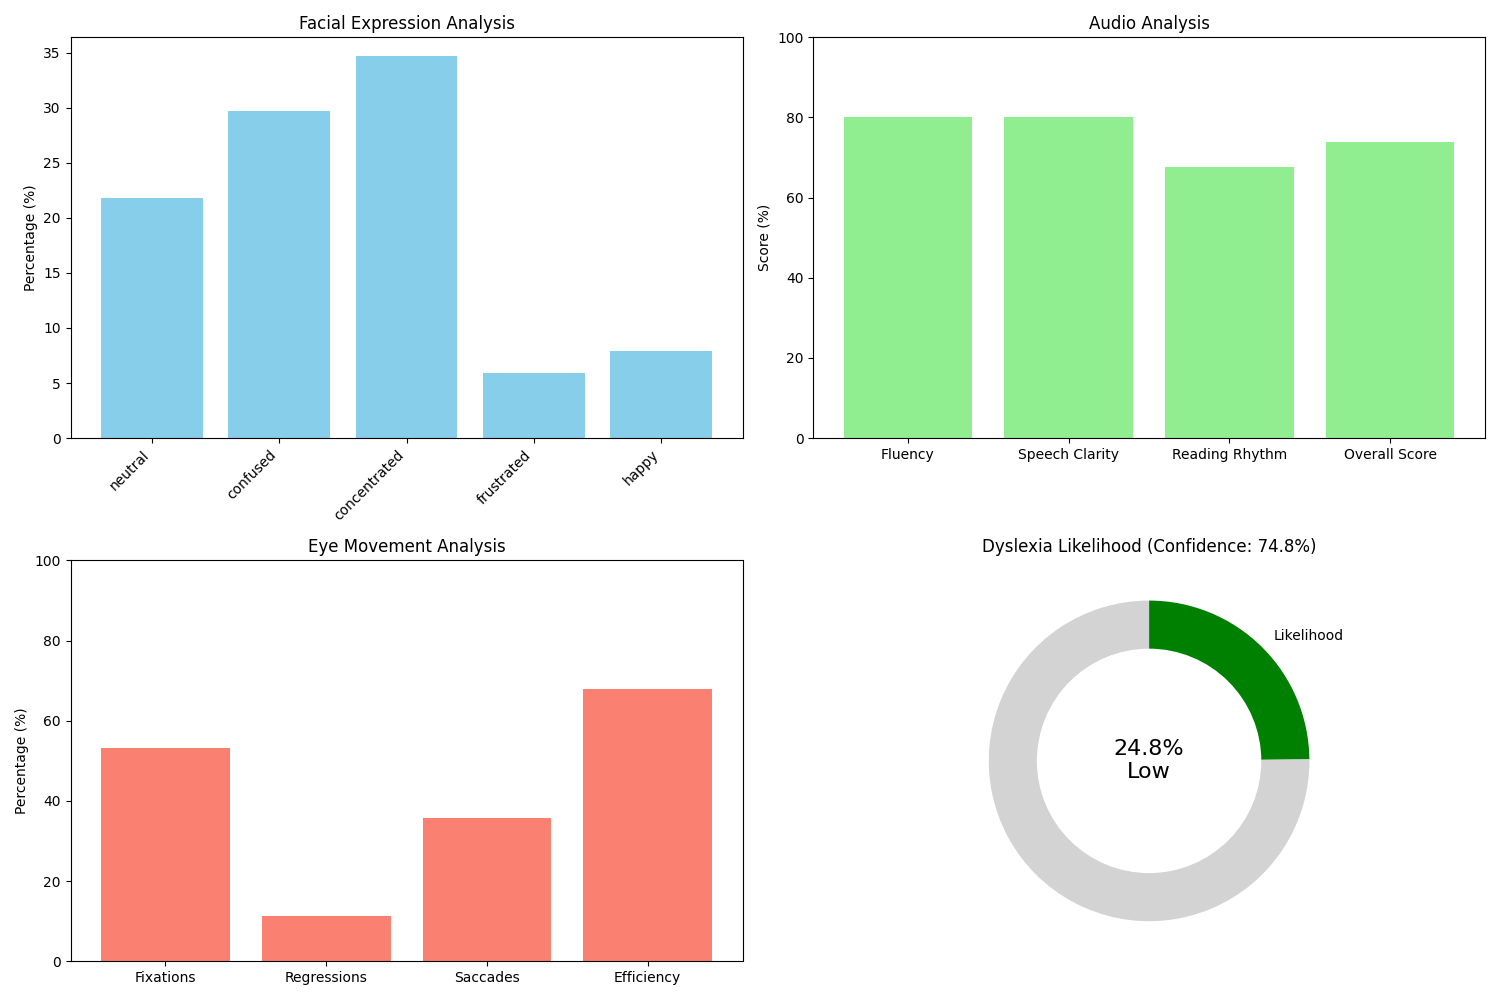 Facial Expression Analysis
Percentage (%)
35
30
25
20
15
10
5
0
neutral
confused
concentrated
frustrated
happy
Audio Analysis
Score (%)
100
80
60
40
20
0
Fluency
Speech Clarity
Reading Rhythm
Overall Score
Eye Movement Analysis
Percentage (%)
100
80
60
40
20
0
Fixations
Regressions
Saccades
Efficiency
Dyslexia Likelihood (Confidence: 74.8%)
Likelihood
24.8%
Low